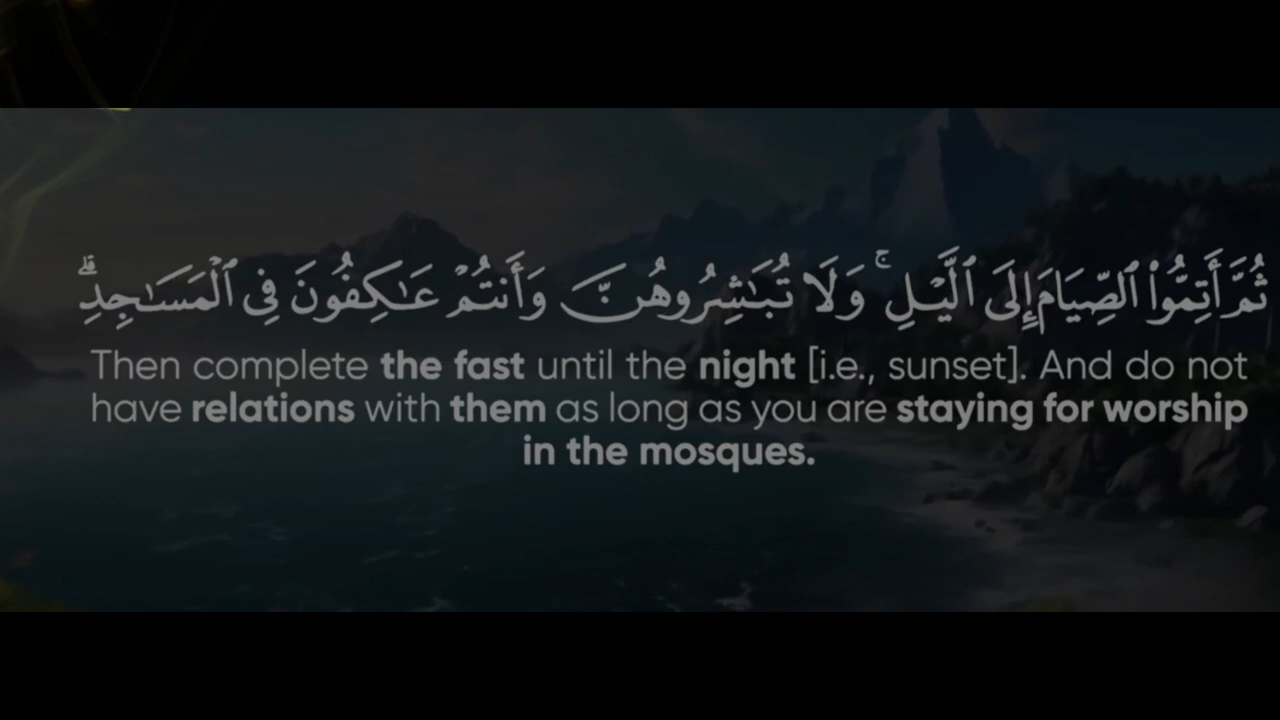 ثُمَّ أَتِمُّوا۟ ٱلصِّيَامَ إِلَى ٱلَّيْلِ ۚ وَلَا تُبَـٰشِرُوهُنَّ وَأَنتُمْ عَـٰكِفُونَ فِى ٱلْمَسَـٰجِدِ ۗ
Then complete the fast until the night [i.e., sunset]. And do not
have relations with them as long as you are staying for worship
in the mosques.